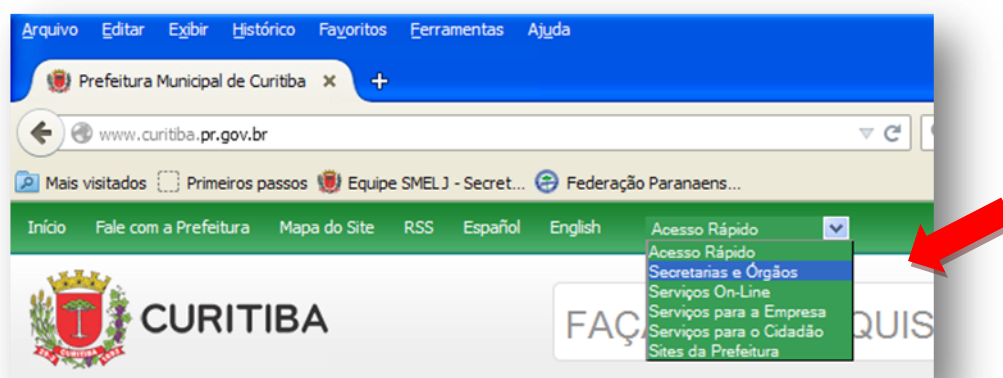 Arquivo Editar Exibir Histórico Favoritos Ferramentas Ajuda
Prefeitura Municipal de Curitiba
www.curitiba.pr.gov.br
Mais visitados Primeiros passos Equipe SMELJ - Secret... Federação Paranaens...
Início Fale com a Prefeitura Mapa do Site RSS Español English Acesso Rápido
Acesso Rápido
Secretarias e Órgãos
Serviços On-Line
Serviços para a Empresa
Serviços para o Cidadão
Sites da Prefeitura
CURITIBA
FAÇ QUIS